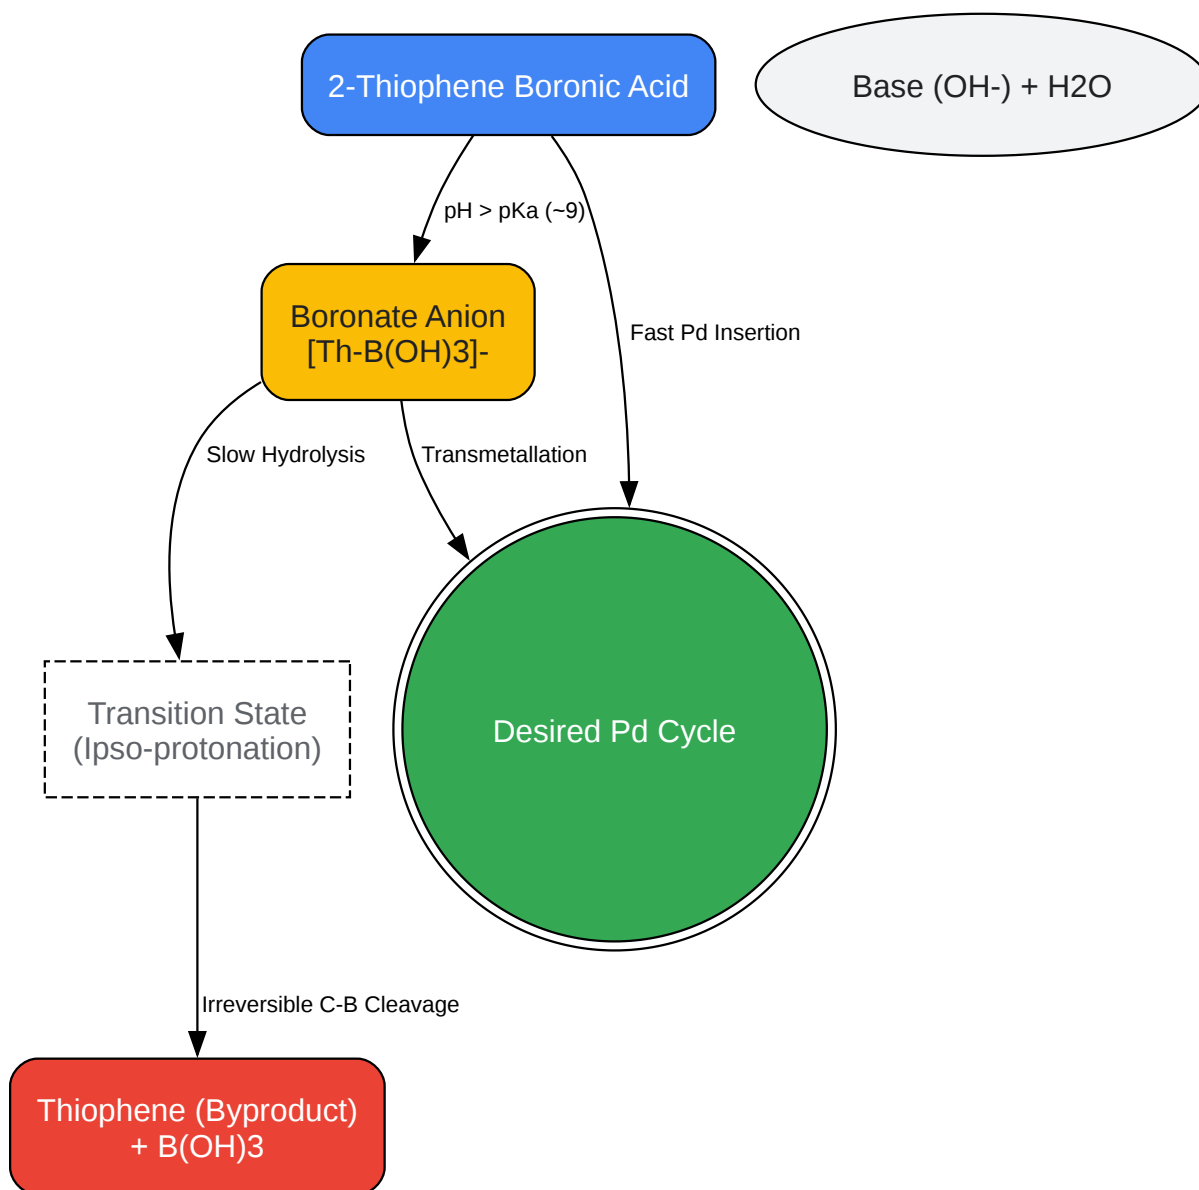 2-Thiophene Boronic Acid
Base (OH-) + H2O
pH > pKa (~9)
Boronate Anion
[Th-B(OH)3]-
Fast Pd Insertion
Slow Hydrolysis
Transmetallation
Transition State
(Ipso-protonation)
Desired Pd Cycle
Irreversible C-B Cleavage
Thiophene (Byproduct)
+ B(OH)3